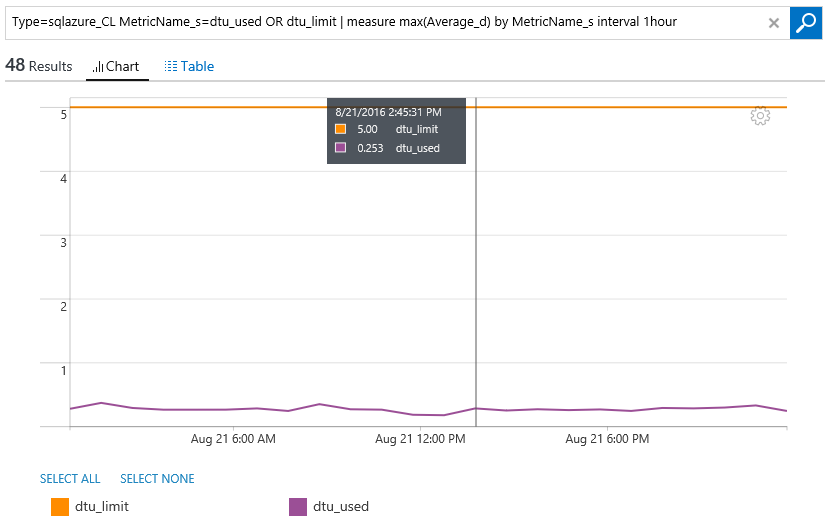 Type=sqlazure_CL MetricName_s=dtu_used OR dtu_limit | measure max(Average_d) by MetricName_s interval 1hour
48 Results Chart Table
8/21/2016 2:45:31 PM
5.00 dtu_limit
0.253 dtu_used
5
4
3
2
1
Aug 21 6:00 AM Aug 21 12:00 PM Aug 21 6:00 PM
SELECT ALL SELECT NONE
dtu_limit dtu_used